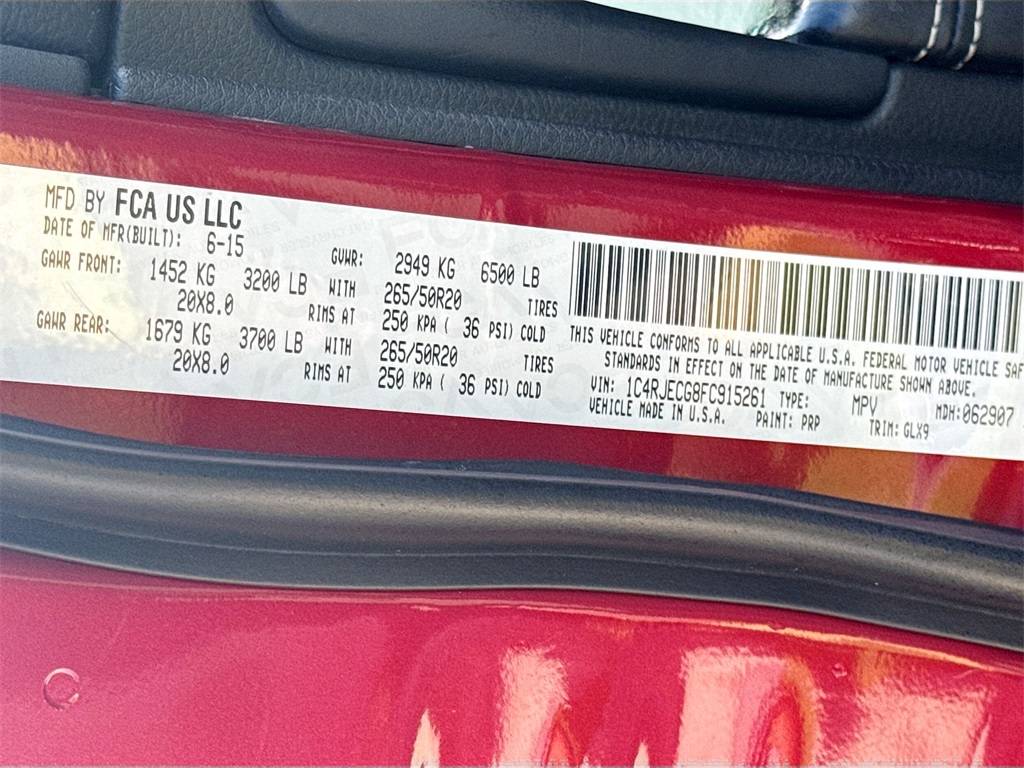 MFD BY FCA US LLC
DATE OF MFR(BUILT): 6-15 GVWR: 2949 KG 6500 LB
GAWR FRONT: 1452 KG 3200 LB WITH 265/50R20 TIRES
20X8.0 RIMS AT 250 KPA ( 36 PSI) COLD
GAWR REAR: 1679 KG 3700 LB WITH 265/50R20 TIRES
20X8.0 RIMS AT 250 KPA ( 36 PSI) COLD
THIS VEHICLE CONFORMS TO ALL APPLICABLE U.S.A. FEDERAL MOTOR VEHICLE SAF
STANDARDS IN EFFECT ON THE DATE OF MANUFACTURE SHOWN ABOVE.
VIN: 1C4RJECG8FC915261 TYPE: MPV MDH:062907
VEHICLE MADE IN U.S.A. PAINT: PRP TRIM: GLX9